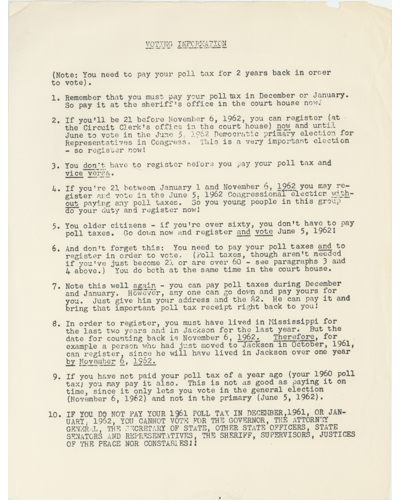 VOTING INFORMATION
(Note: You need to pay your poll tax for 2 years back in order
to vote).
1. Remember that you must pay your poll tax in December or January.
So pay it at the sheriff's office in the court house now!
2. If you'll be 21 before November 6, 1962, you can register (at
the Circuit Clerk's office in the court house) now and until
June to vote in the June 5, 1962 Democratic primary election for
Representatives in Congress. This is a very important election
- so register now!
3. You don't have to register before you pay your poll tax and
vice versa.
4. If you're 21 between January 1 and November 6, 1962 you may re-
gister and vote in the June 5, 1962 Congressional election with-
out paying any poll taxes. So you young people in this group
do your duty and register now!
5. You older citizens - if you're over sixty, you don't have to pay
poll taxes. Go down now and register and vote June 5, 1962!
6. And don't forget this: You need to pay your poll taxes and to
register in order to vote. (Poll taxes, though aren't needed
if you've just become 21 or are over 60 - see paragraphs 3 and
4 above.) You do both at the same time in the court house.
7. Note this well again - you can pay poll taxes during December
and January. However, any one can go down and pay yours for
you. Just give him your address and the $2. He can pay it and
bring that important poll tax receipt right back to you!
8. In order to register, you must have lived in Mississippi for
the last two years and in Jackson for the last year. But the
date for counting back is November 6, 1962. Therefore, for
example a person who had just moved to Jackson in October, 1961,
can register, since he will have lived in Jackson over one year
by November 6, 1962.
9. If you have not paid your poll tax of a year ago (your 1960 poll
tax) you may pay it also. This is not as good as paying it on
time, since it only lets you vote in the general election
(November 6, 1962) and not in the primary (June 5, 1962).
10. IF YOU DO NOT PAY YOUR 1961 POLL TAX IN DECEMBER,1961, OR JAN-
UARY, 1962, YOU CANNOT VOTE FOR THE GOVERNOR, THE ATTORNEY
GENERAL, THE SECRETARY OF STATE, OTHER STATE OFFICERS, STATE
SENATORS AND REPRESENTATIVES, THE SHERIFF, SUPERVISORS, JUSTICES
OF THE PEACE NOR CONSTABLES!!